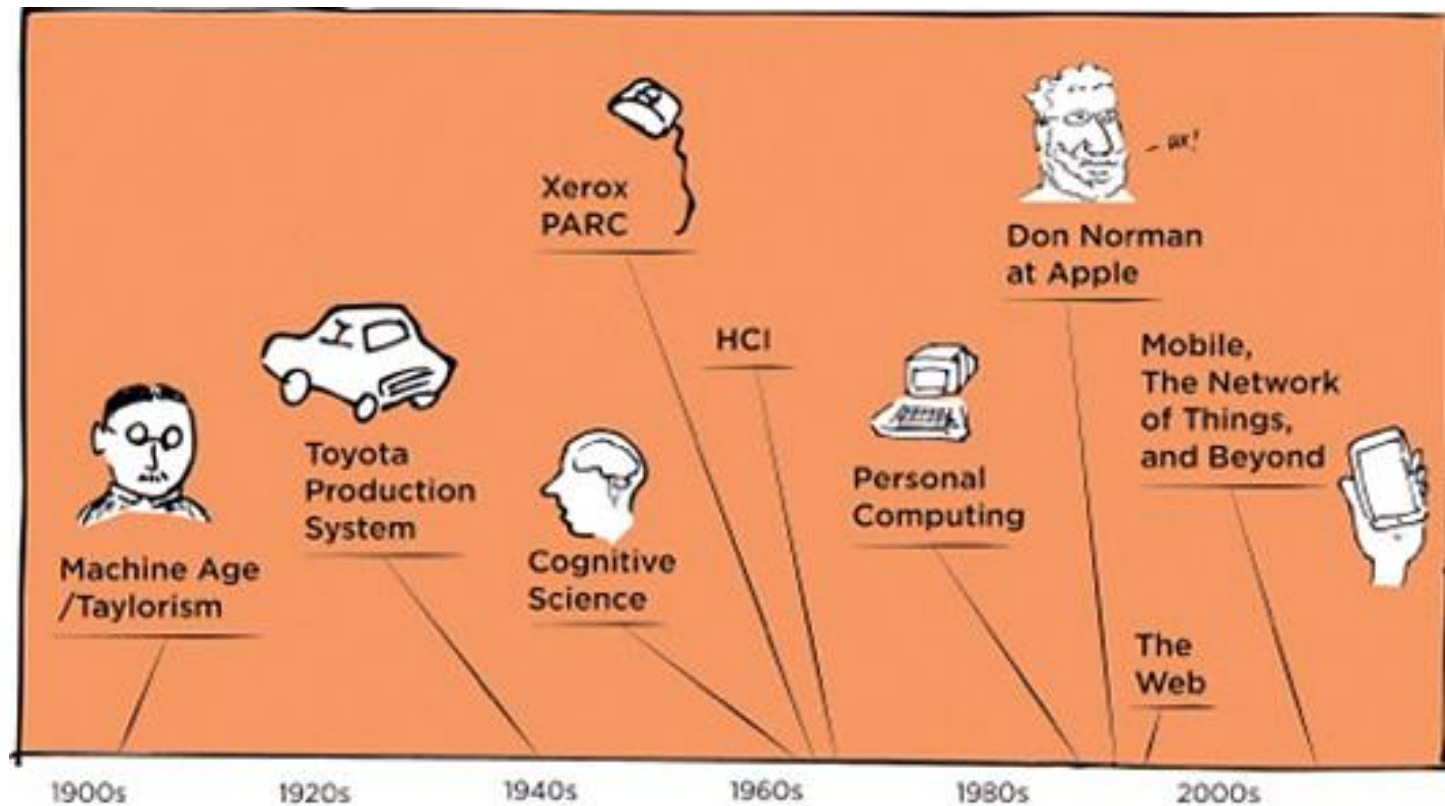 Xerox
PARC
ux!
Don Norman
at Apple
HCI
Mobile,
The Network
of Things,
and Beyond
Toyota
Production
System
Personal
Computing
Machine Age
/Taylorism
Cognitive
Science
The
Web
1900s
1920s
1940s
1960s
1980s
2000s